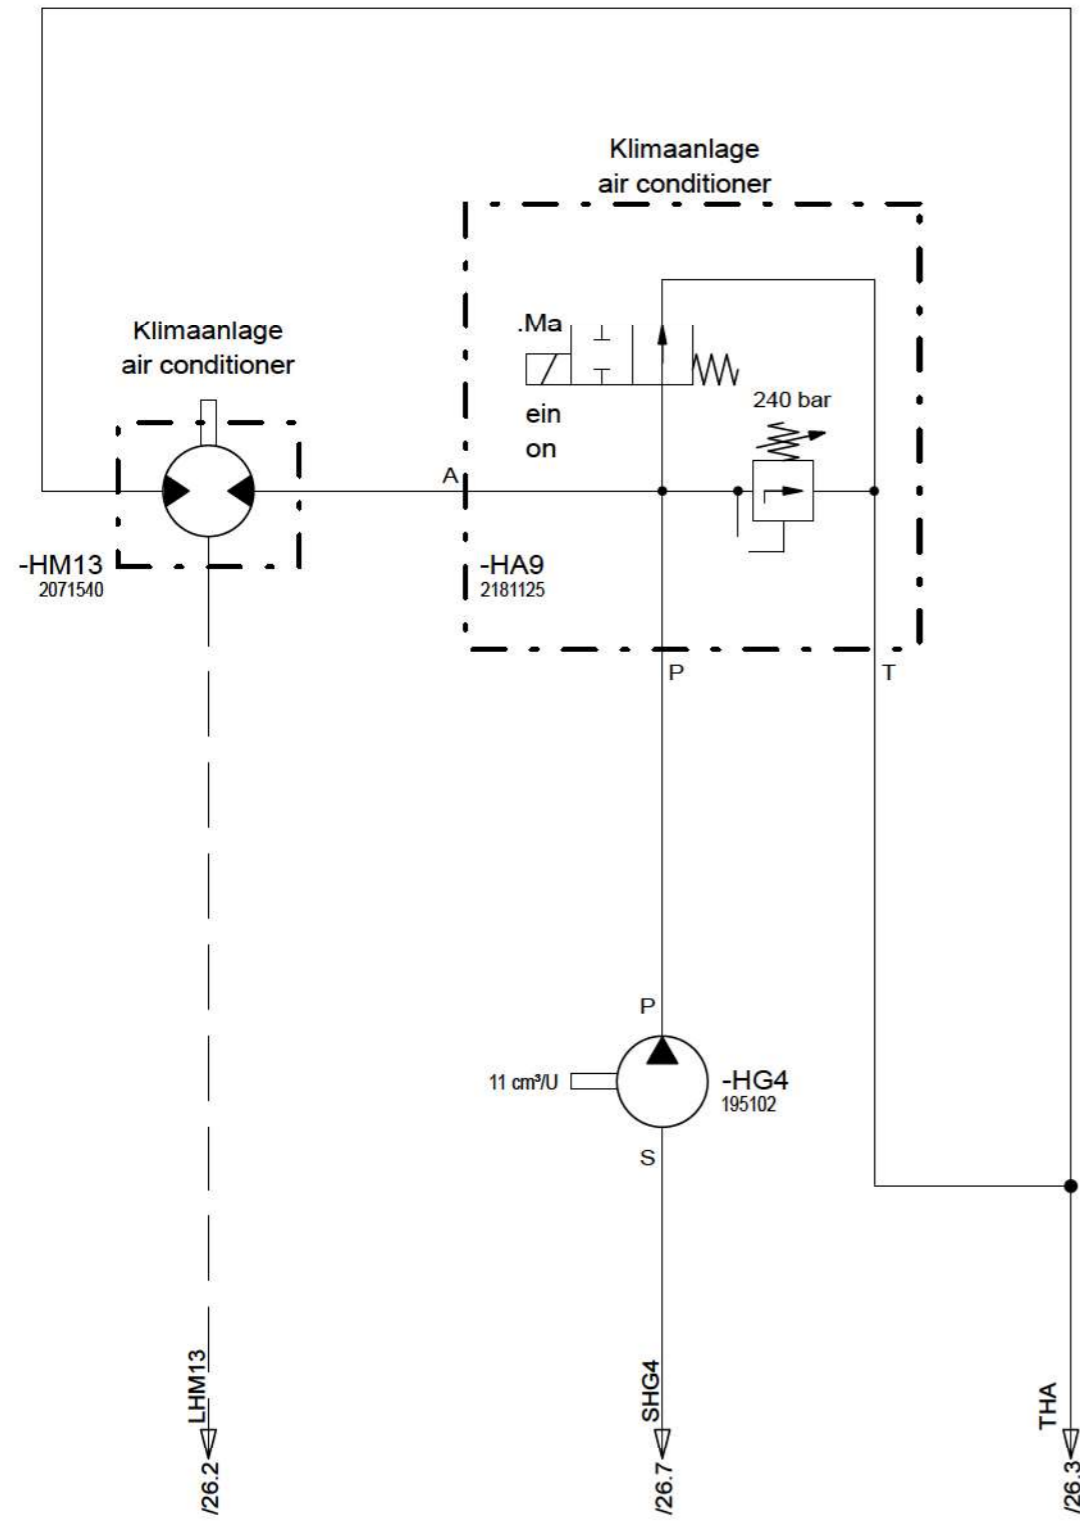 Klimaanlage
air conditioner
Klimaanlage
air conditioner
.Ma
ein
on
240 bar
A
-HM13
2071540
-HA9
2181125
P
T
P
11 cm³/U
-HG4
195102
S
LHM13
SHG4
THA
/26.2
/26.7
/26.3